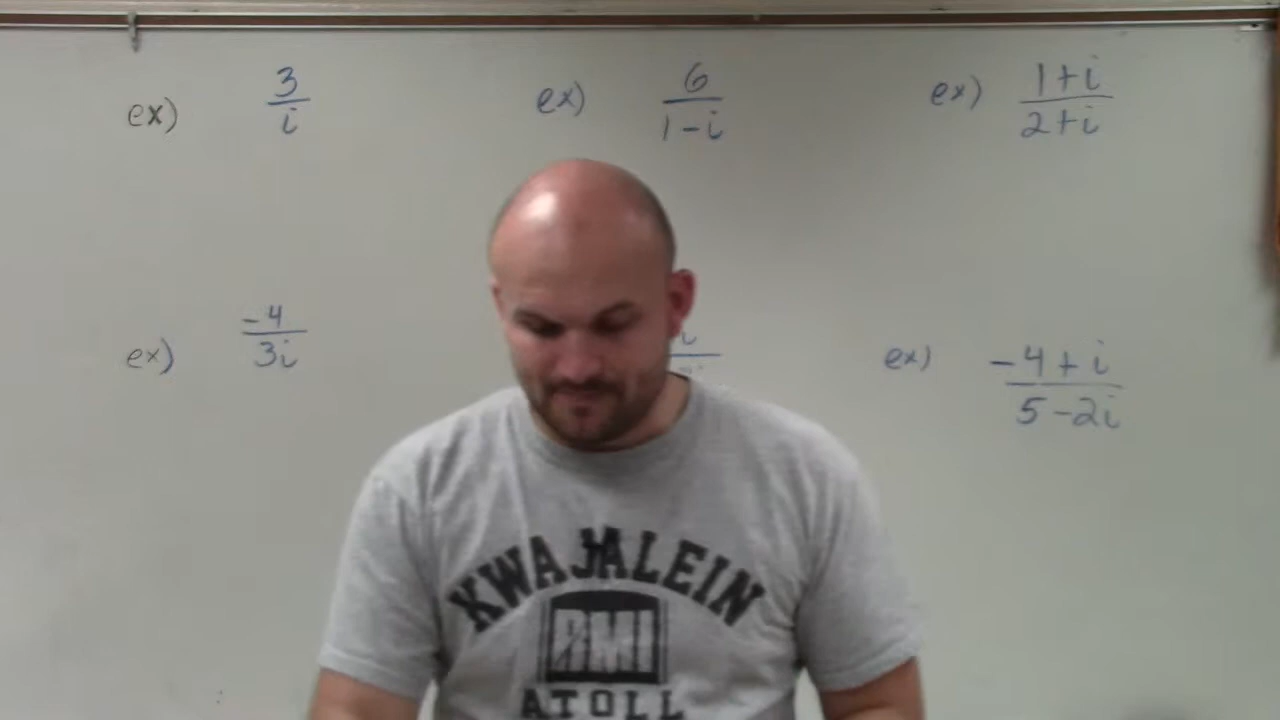 ex) 3/i
ex) 6/1-i
ex) 1+i/2+i
ex) -4/3i
i
ex) -4+i/5-2i
KWAJALEIN
RMI
ATOLL